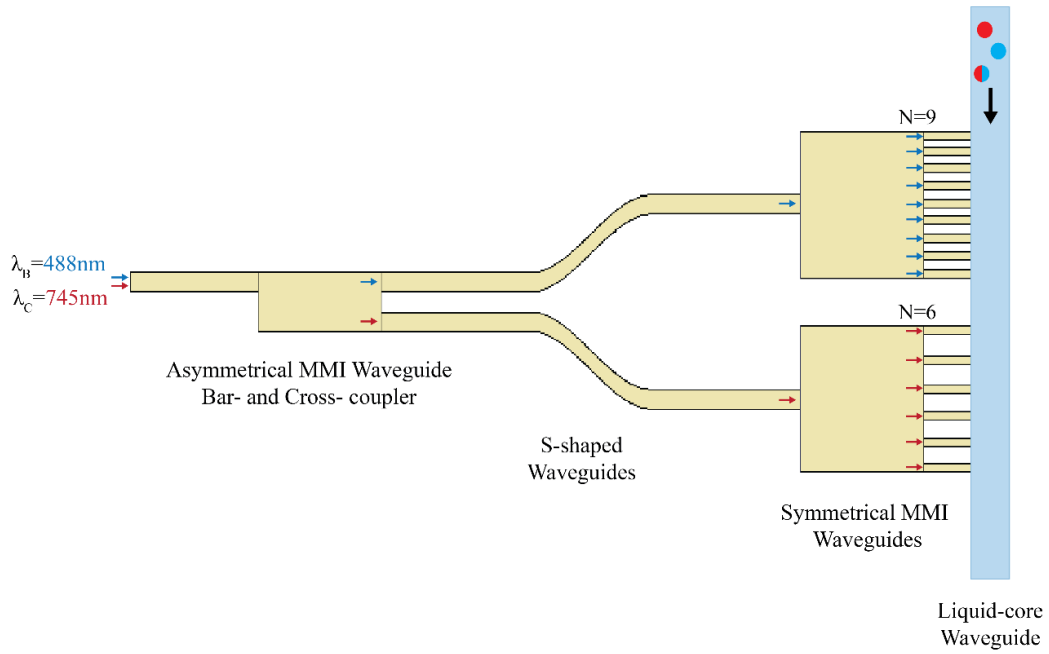 N=9
λB=488nm
λC=745nm
N=6
Asymmetrical MMI Waveguide
Bar- and Cross- coupler
S-shaped
Waveguides
Symmetrical MMI
Waveguides
Liquid-core
Waveguide